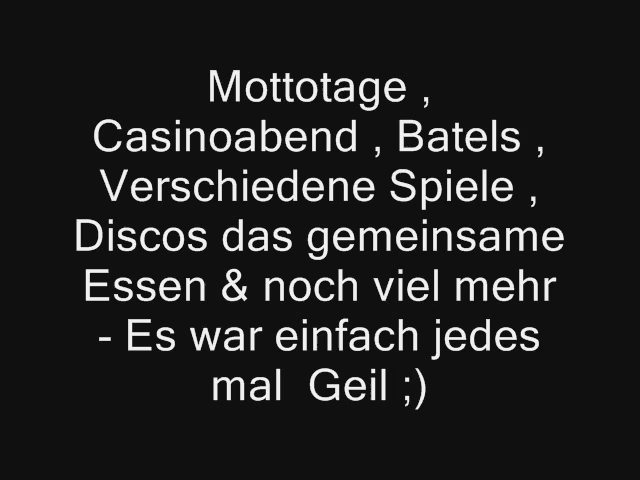 Mottotage ,
Casinoabend , Batels ,
Verschiedene Spiele ,
Discos das gemeinsame
Essen & noch viel mehr
- Es war einfach jedes
mal  Geil ;)